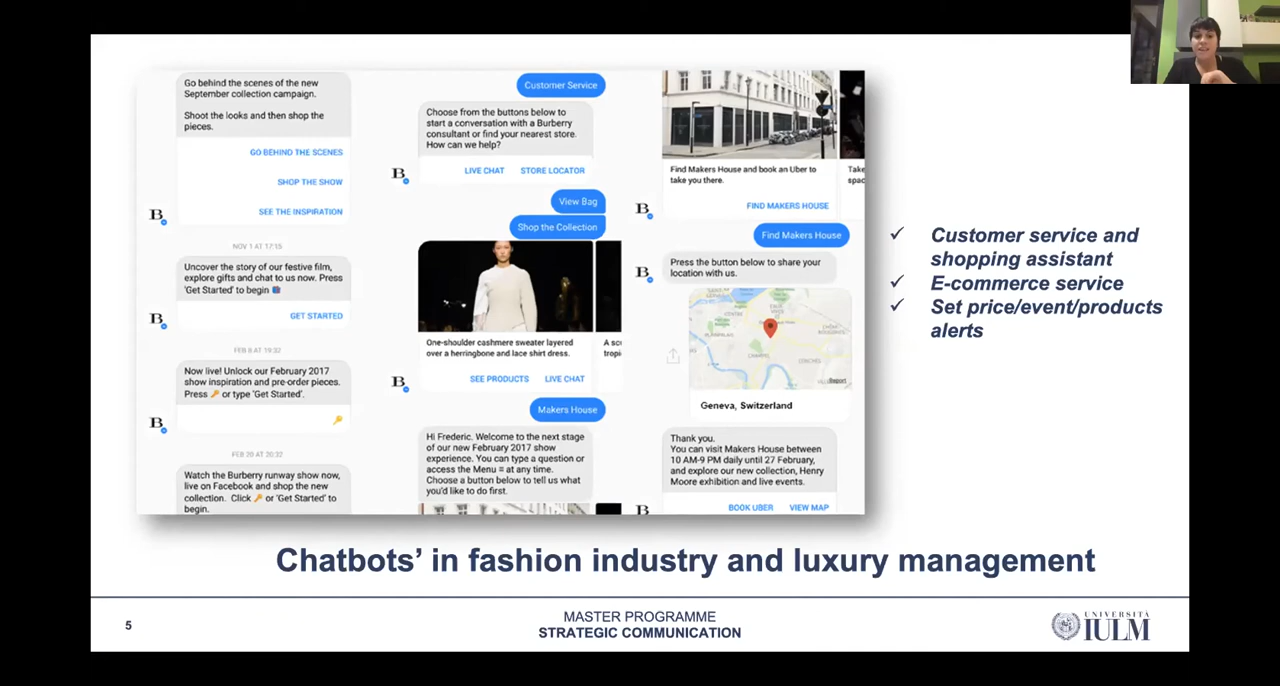 Go behind the scenes of the new
September collection campaign.
Shoot the looks and then shop the
pieces.
GO BEHIND THE SCENES
SHOP THE SHOW
SEE THE INSPIRATION
B
NOV 1 AT 17:15
Uncover the story of our festive film,
explore gifts and chat to us now. Press
'Get Started' to begin
B
GET STARTED
FEB 8 AT 19:32
Now live! Unlock our February 2017
show inspiration and pre-order pieces.
Press 🔑 or type 'Get Started'.
B
FEB 20 AT 20:32
Watch the Burberry runway show now,
live on Facebook and shop the new
collection. Click 🔑 or 'Get Started' to
begin.
Customer Service
Choose from the buttons below to
start a conversation with a Burberry
consultant or find your nearest store.
How can we help?
B
LIVE CHAT STORE LOCATOR
View Bag
Shop the Collection
One-shoulder cashmere sweater layered
over a herringbone and lace shirt dress.
A scu
tropic
B
SEE PRODUCTS LIVE CHAT
Makers House
Hi Frederic. Welcome to the next stage
of our new February 2017 show
experience. You can type a question or
access the Menu ≡ at any time.
Choose a button below to tell us what
you'd like to do first.
Find Makers House and book an Uber to
take you there.
Take
spac
B
FIND MAKERS HOUSE
Find Makers House
Press the button below to share your
location with us.
B
Report
Geneva, Switzerland
Thank you.
You can visit Makers House between
10 AM-9 PM daily until 27 February,
and explore our new collection, Henry
Moore exhibition and live events.
B
BOOK UBER VIEW MAP
✓ Customer service and
shopping assistant
✓ E-commerce service
✓ Set price/event/products
alerts
Chatbots' in fashion industry and luxury management
5
MASTER PROGRAMME
STRATEGIC COMMUNICATION
UNIVERSITÀ
IULM